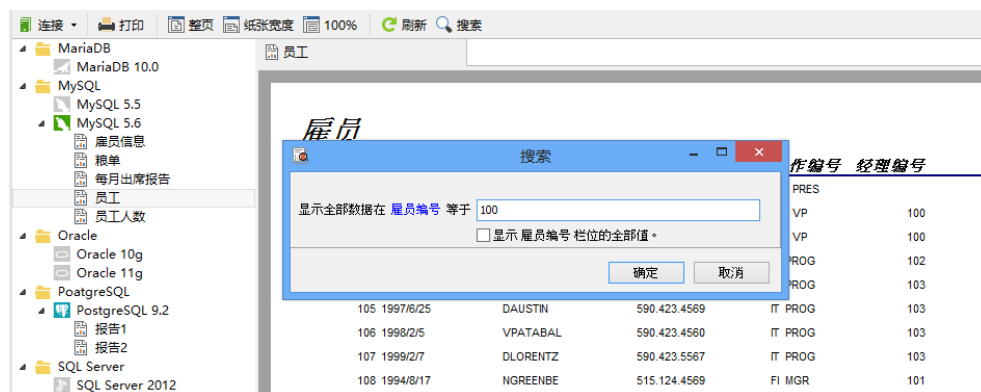 连接 打印 整页 纸张宽度 100% 刷新 搜索
MariaDB
MariaDB 10.0
MySQL
MySQL 5.5
MySQL 5.6
雇员信息
粮单
每月出席报告
员工
员工人数
Oracle
Oracle 10g
Oracle 11g
PoatgreSQL
PostgreSQL 9.2
报告1
报告2
SQL Server
SQL Server 2012
员工
雇员
作编号 经理编号
PRES
VP 100
VP 100
PROG 102
PROG 103
搜索
显示全部数据在 雇员编号 等于 100
显示 雇员编号 栏位的全部值。
确定 取消
105 1997/6/25 DAUSTIN 590.423.4569 IT PROG 103
106 1998/2/5 VPATABAL 590.423.4560 IT PROG 103
107 1999/2/7 DLORENTZ 590.423.5567 IT PROG 103
108 1994/8/17 NGREENBE 515.124.4569 FI MGR 101